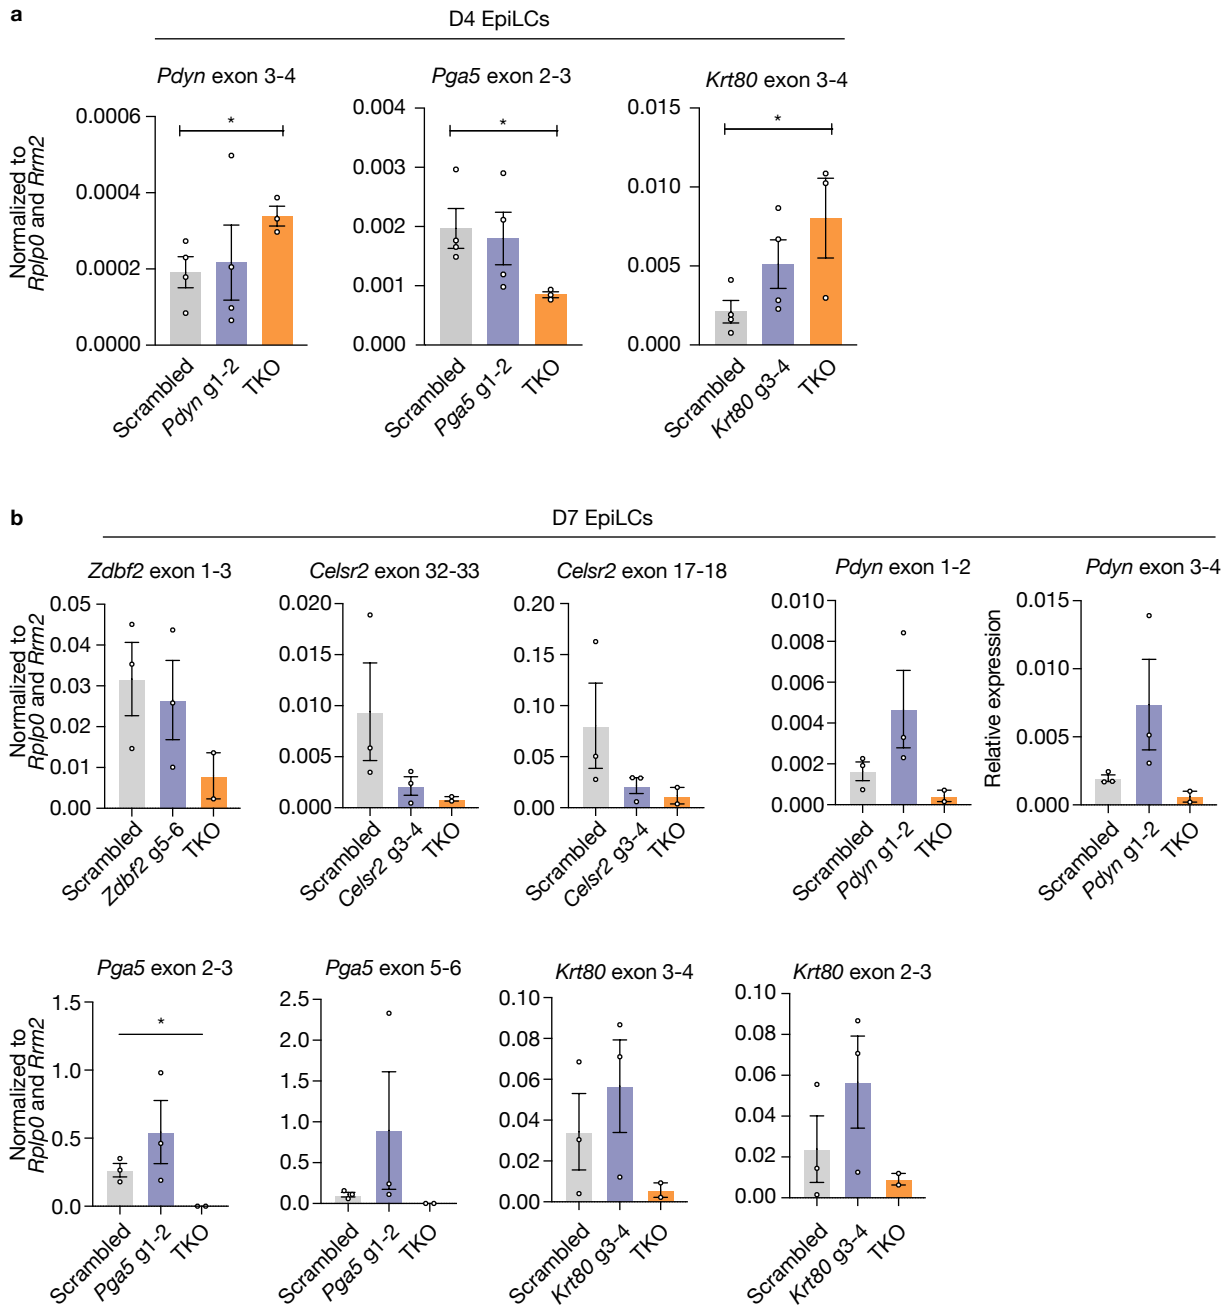 a
D4 EpiLCs
Pdyn exon 3-4
Pga5 exon 2-3
Krt80 exon 3-4
Normalized to
Rplp0 and Rrm2
0.0006
0.0004
0.0002
0.0000
*
Scrambled
Pdyn g1-2
TKO
0.004
0.003
0.002
0.001
0.000
*
Scrambled
Pga5 g1-2
TKO
0.015
0.010
0.005
0.000
*
Scrambled
Krt80 g3-4
TKO
b
D7 EpiLCs
Zdbf2 exon 1-3
Celsr2 exon 32-33
Celsr2 exon 17-18
Pdyn exon 1-2
Pdyn exon 3-4
Normalized to
Rplp0 and Rrm2
0.05
0.04
0.03
0.02
0.01
0.00
Scrambled
Zdbf2 g5-6
TKO
0.020
0.015
0.010
0.005
0.000
Scrambled
Celsr2 g3-4
TKO
0.20
0.15
0.10
0.05
0.00
Scrambled
Celsr2 g3-4
TKO
0.010
0.008
0.006
0.004
0.002
0.000
Scrambled
Pdyn g1-2
TKO
Relative expression
0.015
0.010
0.005
0.000
Scrambled
Pdyn g1-2
TKO
Pga5 exon 2-3
Pga5 exon 5-6
Krt80 exon 3-4
Krt80 exon 2-3
Normalized to
Rplp0 and Rrm2
1.5
1.0
0.5
0.0
*
Scrambled
Pga5 g1-2
TKO
2.5
2.0
1.5
1.0
0.5
0.0
Scrambled
Pga5 g1-2
TKO
0.10
0.08
0.06
0.04
0.02
0.00
Scrambled
Krt80 g3-4
TKO
0.10
0.08
0.06
0.04
0.02
0.00
Scrambled
Krt80 g3-4
TKO